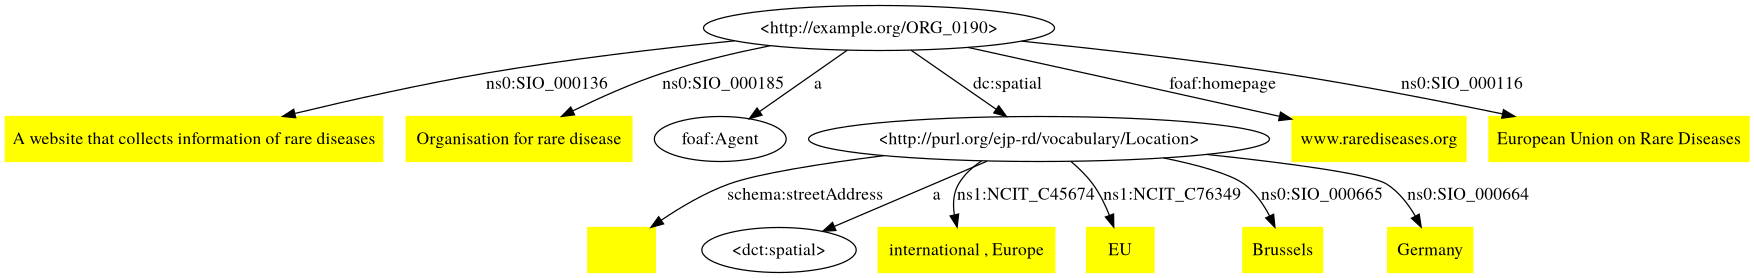 <http://example.org/ORG_0190>
ns0:SIO_000136
ns0:SIO_000185
a
dc:spatial
foaf:homepage
ns0:SIO_000116
A website that collects information of rare diseases
Organisation for rare disease
foaf:Agent
<http://purl.org/ejp-rd/vocabulary/Location>
www.rarediseases.org
European Union on Rare Diseases
schema:streetAddress
a
ns1:NCIT_C45674
ns1:NCIT_C76349
ns0:SIO_000665
ns0:SIO_000664
<dct:spatial>
international , Europe
EU
Brussels
Germany